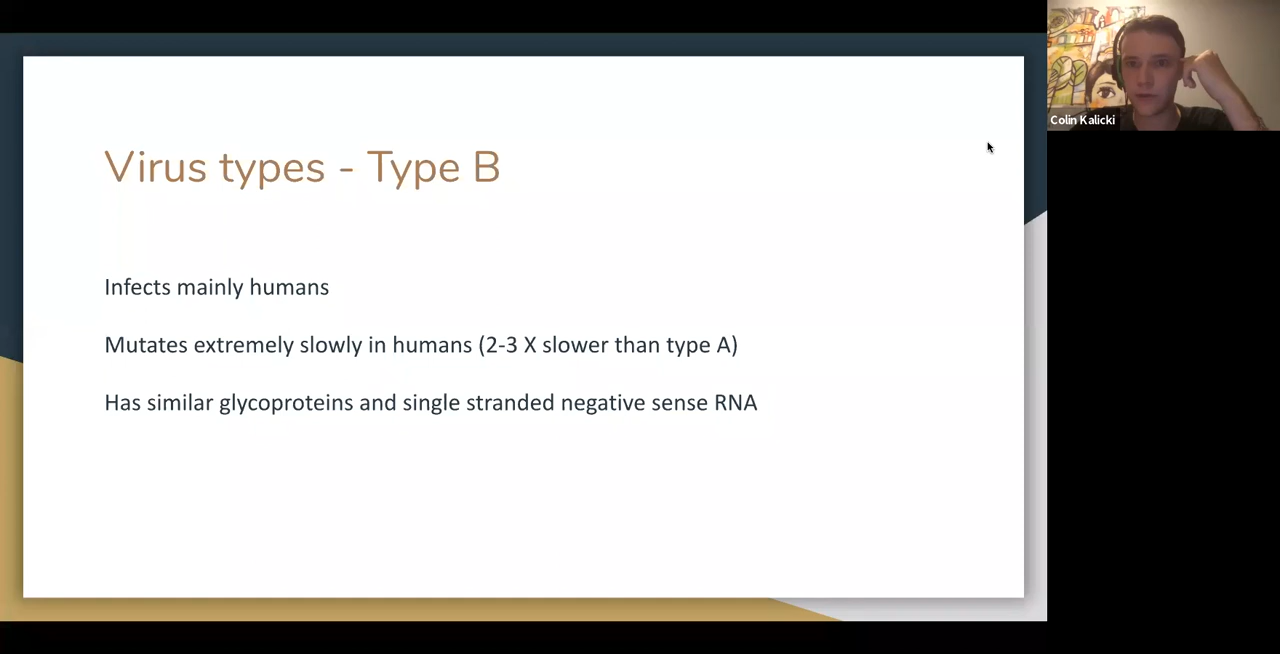 Virus types - Type B
Infects mainly humans
Mutates extremely slowly in humans (2-3 X slower than type A)
Has similar glycoproteins and single stranded negative sense RNA
Colin Kalicki